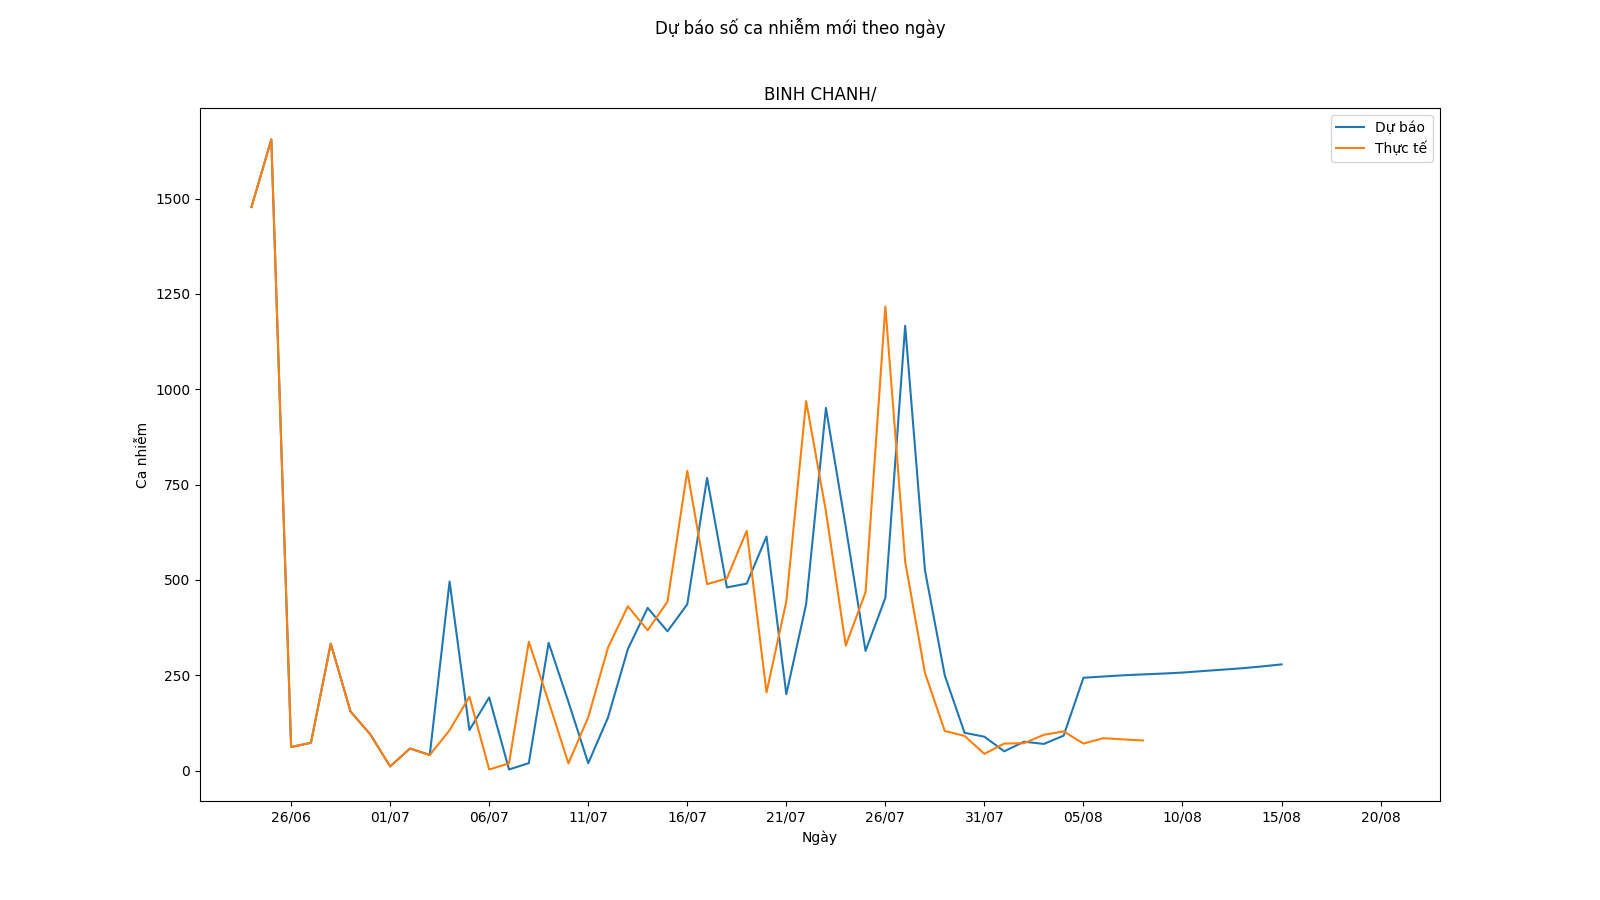 Dự báo số ca nhiễm mới theo ngày
BINH CHANH/
Dự báo
Thực tế
1500
1250
1000
750
500
250
0
Ca nhiễm
26/06 01/07 06/07 11/07 16/07 21/07 26/07 31/07 05/08 10/08 15/08 20/08
Ngày